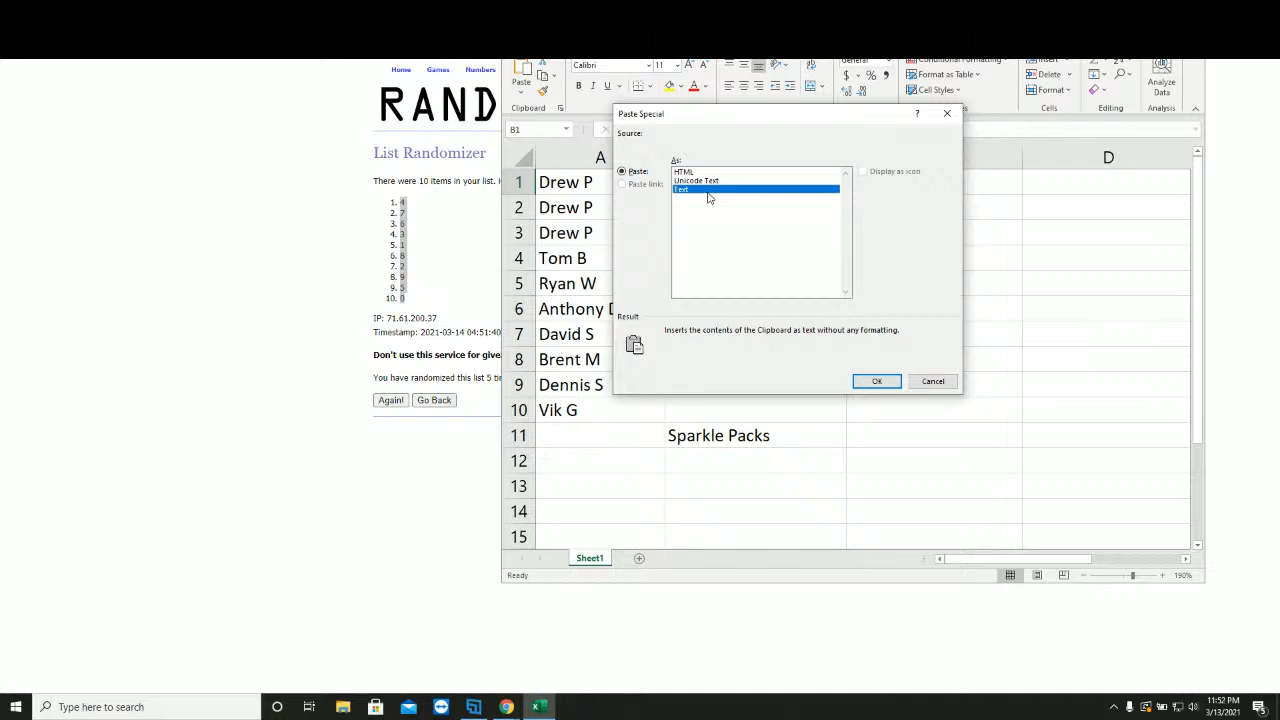 Home Games Numbers
RAND
List Randomizer
There were 10 items in your list.
1. 4
2. 7
3. 6
4. 3
5. 1
6. 8
7. 2
8. 9
9. 5
10. 0
IP: 71.61.200.37
Timestamp: 2021-03-14 04:51:40
Don't use this service for give
You have randomized this list 5 ti
Again! Go Back
Paste
Clipboard
Calibri 11
B I U
$ % 9
Conditional Formatting
Format as Table
Cell Styles
Insert
Delete
Format
Cells
Editing
Analyze
Data
Analysis
B1
A D
1 Drew P
2 Drew P
3 Drew P
4 Tom B
5 Ryan W
6 Anthony D
7 David S
8 Brent M
9 Dennis S
10 Vik G
11 Sparkle Packs
12
13
14
15
Paste Special
?
Source:
As:
Paste:
Paste link:
HTML
Unicode Text
Text
Display as icon
Result
Inserts the contents of the Clipboard as text without any formatting.
OK Cancel
Sheet1
Ready
190%
Type here to search
11:52 PM
3/13/2021
5